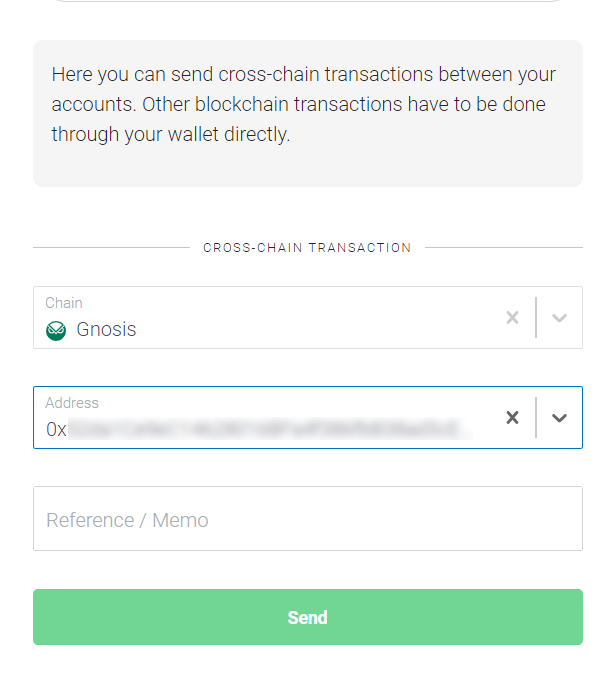 Here you can send cross-chain transactions between your
accounts. Other blockchain transactions have to be done
through your wallet directly.
CROSS-CHAIN TRANSACTION
Chain
Gnosis
Address
0x
Reference / Memo
Send